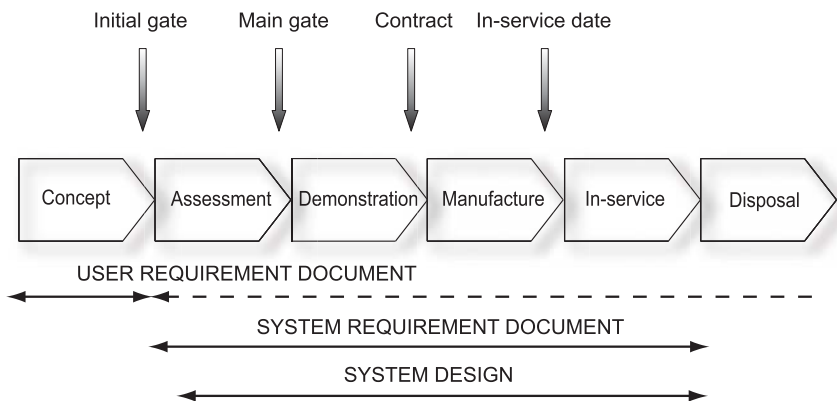 Initial gate Main gate Contract In-service date
Concept Assessment Demonstration Manufacture In-service Disposal
USER REQUIREMENT DOCUMENT
SYSTEM REQUIREMENT DOCUMENT
SYSTEM DESIGN